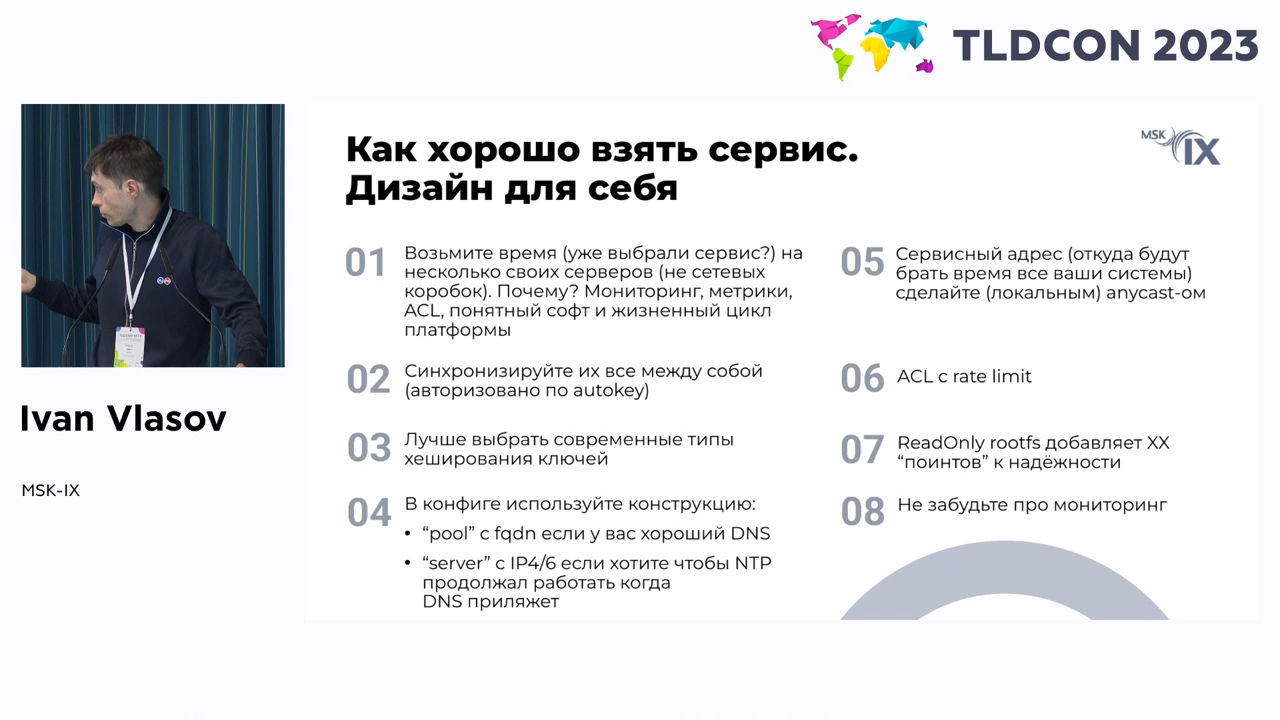 TLDCON 2023
Как хорошо взять сервис.
Дизайн для себя
MSK
IX
01
Возьмите время (уже выбрали сервис?) на
несколько своих серверов (не сетевых
коробок). Почему? Мониторинг, метрики,
ACL, понятный софт и жизненный цикл
платформы
02
Синхронизируйте их все между собой
(авторизовано по autokey)
03
Лучше выбрать современные типы
хеширования ключей
04
В конфиге используйте конструкцию:
• “pool” с fqdn если у вас хороший DNS
• “server” с IP4/6 если хотите чтобы NTP
продолжал работать когда
DNS приляжет
05
Сервисный адрес (откуда будут
брать время все ваши системы)
сделайте (локальным) anycast-ом
06
ACL с rate limit
07
ReadOnly rootfs добавляет XX
“поинтов” к надёжности
08
Не забудьте про мониторинг
Ivan Vlasov
MSK-IX